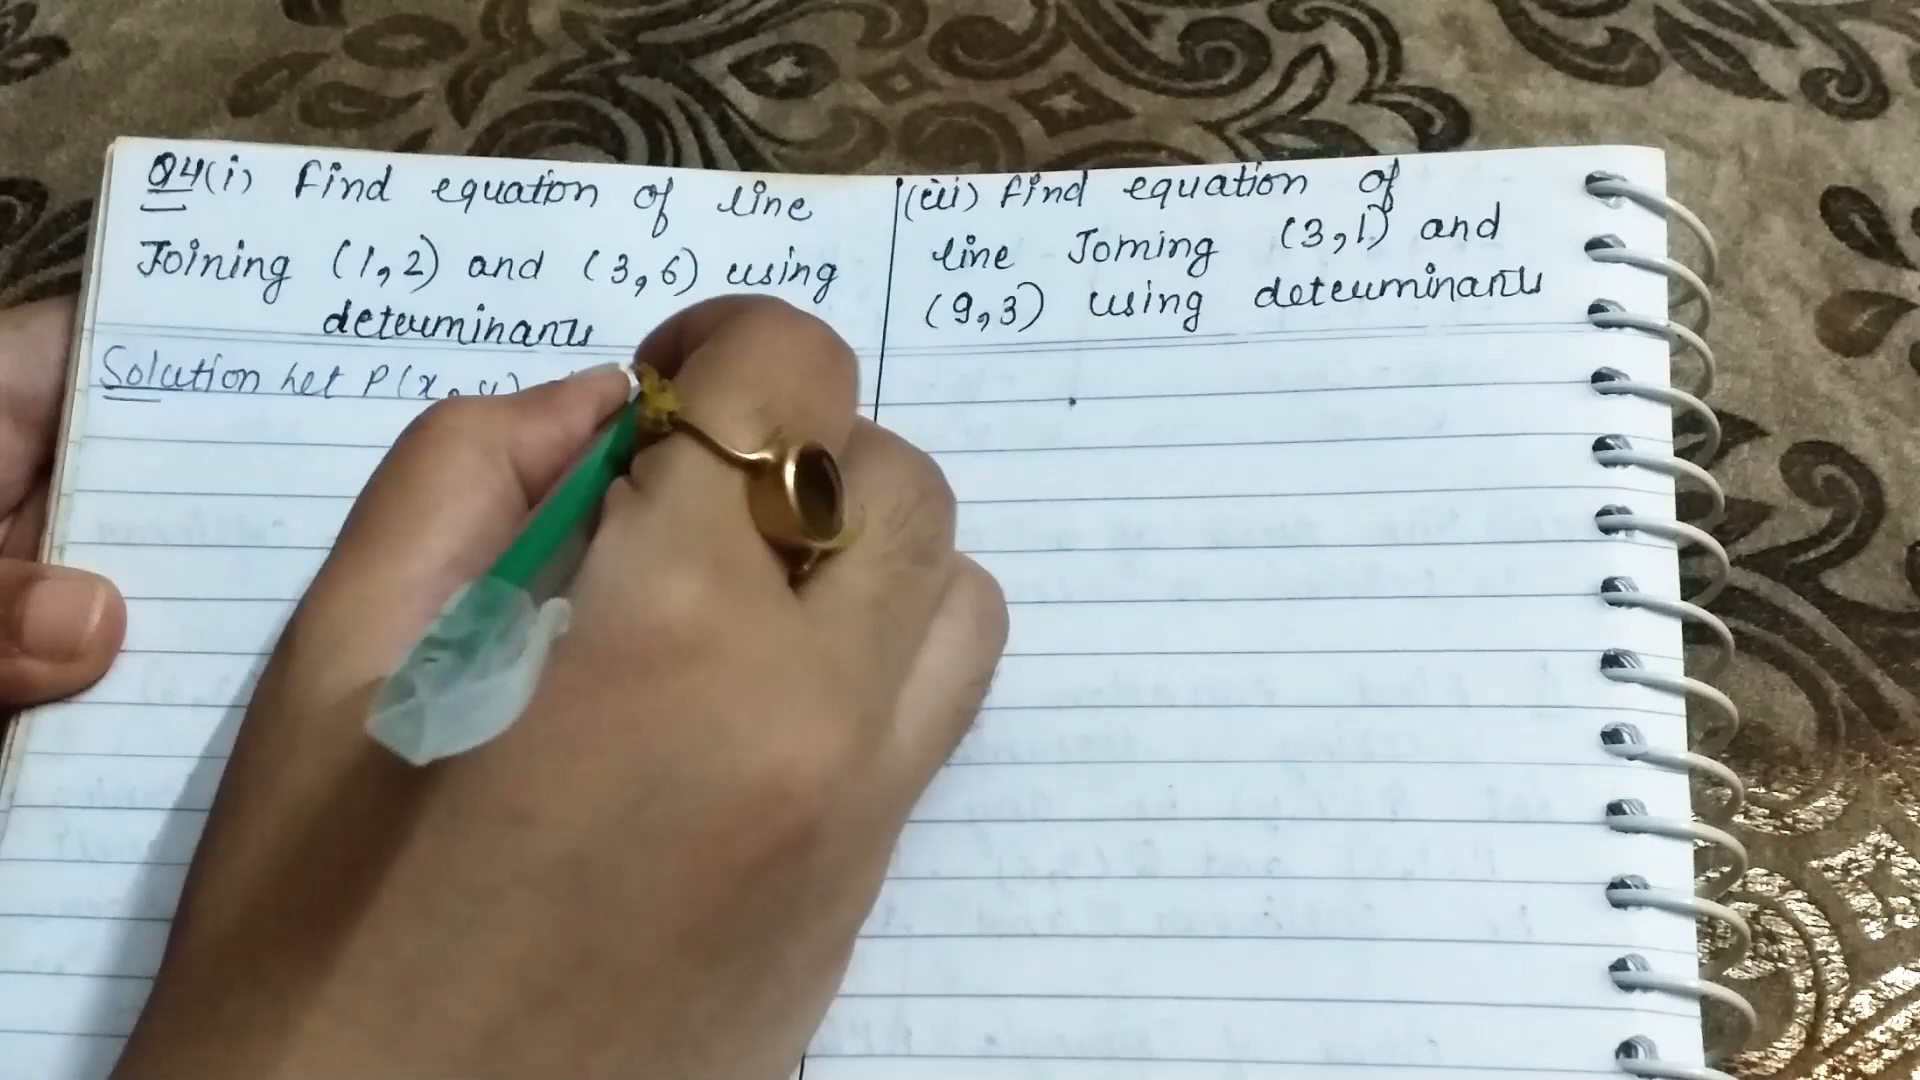 Q4(i) Find equation of line
Joining (1,2) and (3,6) using
determinants
Solution Let P(x, y)
(ii) Find equation of
line Joining (3,1) and
(9,3) using determinants